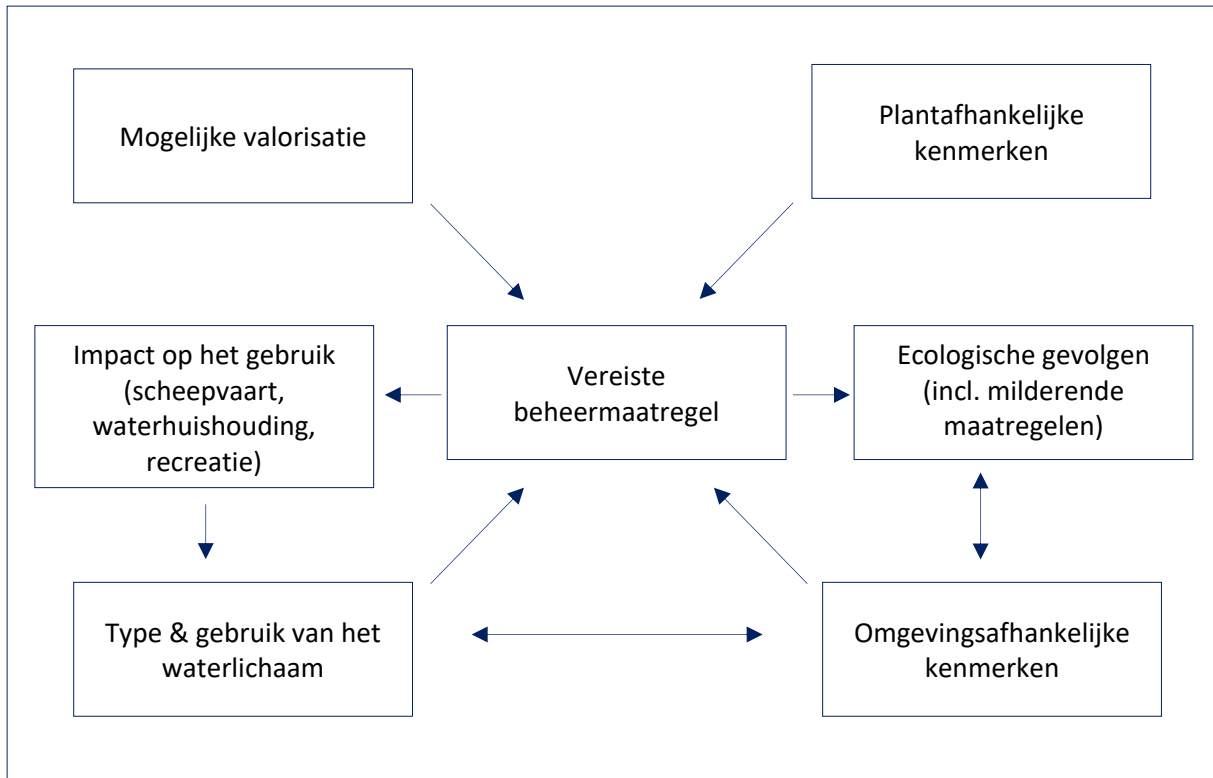 Mogelijke valorisatie
Plantafhankelijke
kenmerken
Impact op het gebruik
(scheepvaart,
waterhuishouding,
recreatie)
Vereiste
beheermaatregel
Ecologische gevolgen
(incl. milderende
maatregelen)
Type & gebruik van het
waterlichaam
Omgevingsafhankelijke
kenmerken